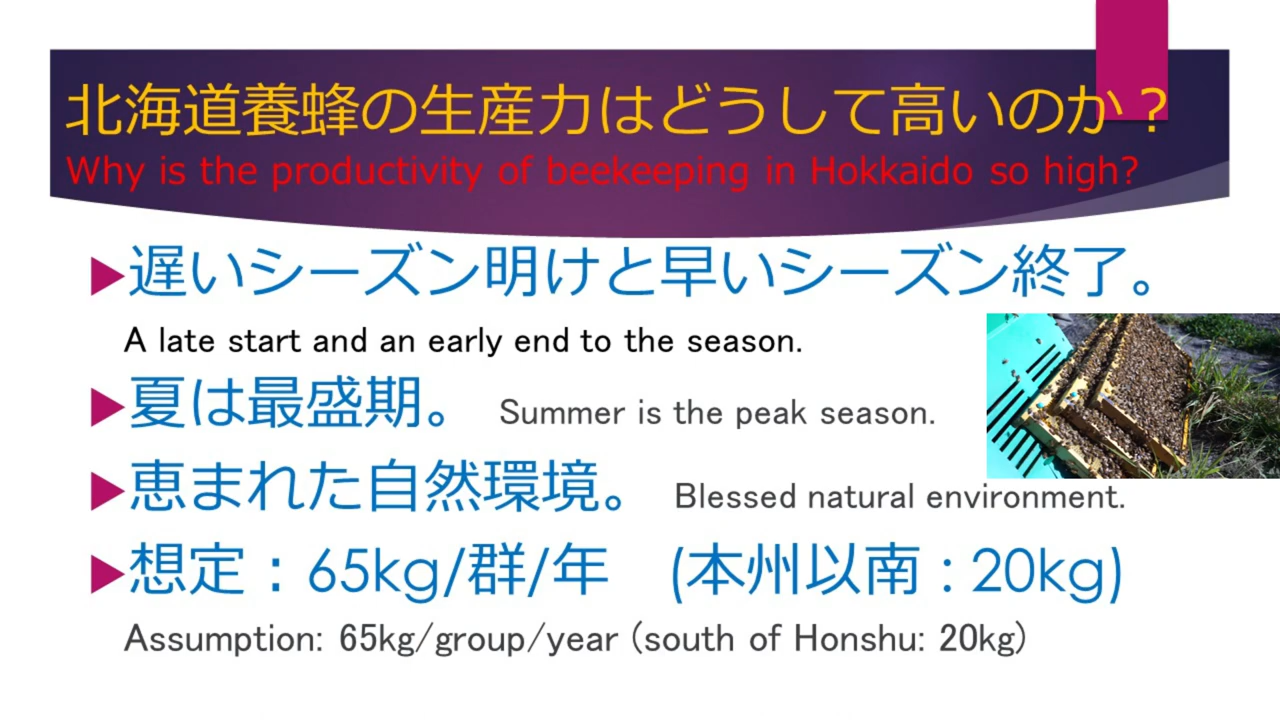 北海道養蜂の生産力はどうして高いのか？
Why is the productivity of beekeeping in Hokkaido so high?
遅いシーズン明けと早いシーズン終了。
A late start and an early end to the season.
夏は最盛期。 Summer is the peak season.
恵まれた自然環境。 Blessed natural environment.
想定：65kg/群/年 (本州以南：20kg)
Assumption: 65kg/group/year (south of Honshu: 20kg)